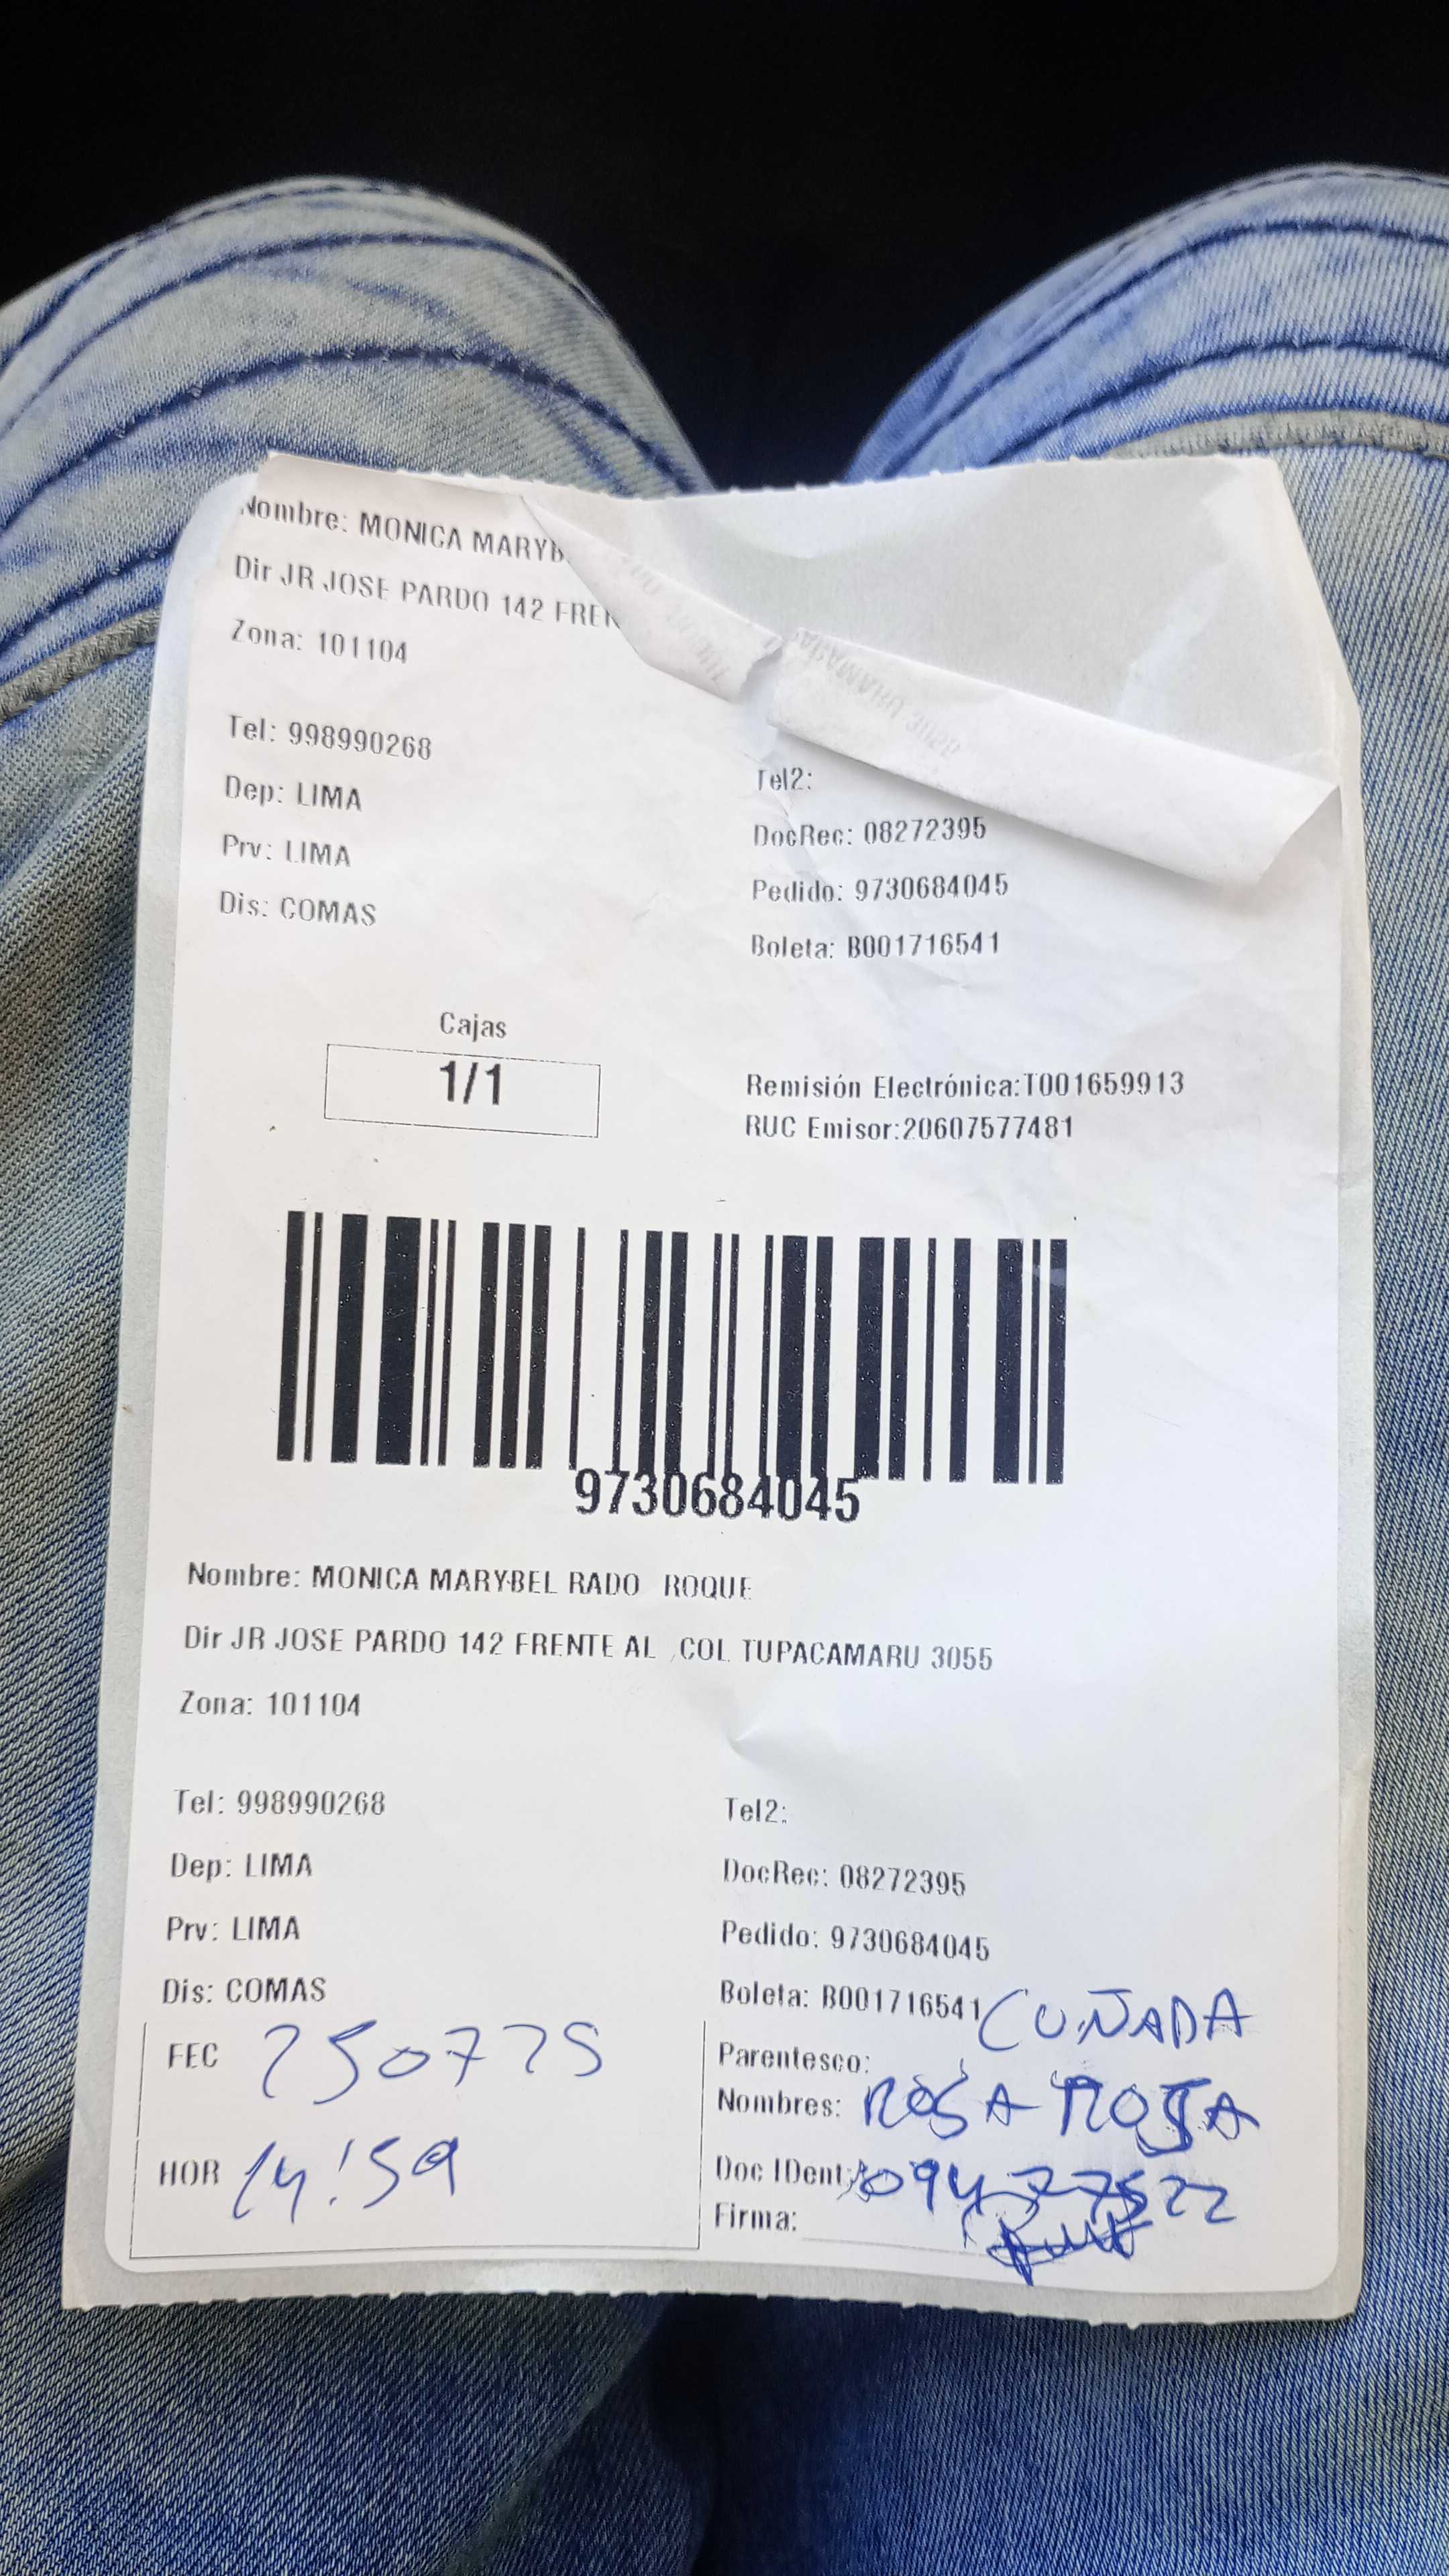 Nombre: MONICA MARYB
Dir JR JOSE PARDO 142 FREN
Zona: 101104
Tel: 998990268
Tel2:
Dep: LIMA
DocRec: 08272395
Prv: LIMA
Pedido: 9730684045
Dis: COMAS
Boleta: B001716541
Cajas
1/1
Remisión Electrónica:T001659913
RUC Emisor:20607577481
9730684045
Nombre: MONICA MARYBEL RADO ROQUE
Dir JR JOSE PARDO 142 FRENTE AL ,COL TUPACAMARU 3055
Zona: 101104
Tel: 998990268
Tel2:
Dep: LIMA
DocRec: 08272395
Prv: LIMA
Pedido: 9730684045
Dis: COMAS
Boleta: B001716541
FEC 250725
Parentesco: CUÑADA
Nombres: ROSA
HOR 14:59
Doc IDent: 09477522
Firma: